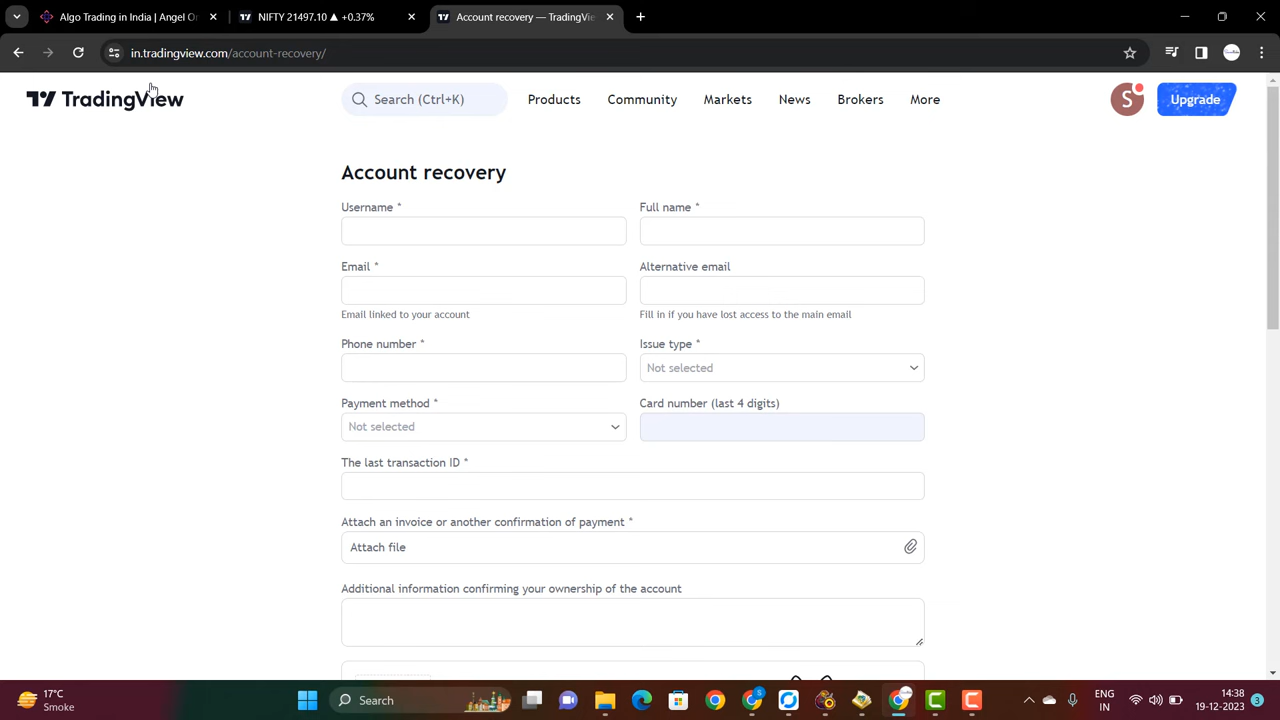 Algo Trading in India | Angel On
NIFTY 21497.10 ▲ +0.37%
Account recovery — TradingVie
in.tradingview.com/account-recovery/
TradingView
Search (Ctrl+K)
Products
Community
Markets
News
Brokers
More
S
Upgrade
Account recovery
Username *
Full name *
Email *
Alternative email
Email linked to your account
Fill in if you have lost access to the main email
Phone number *
Issue type *
Not selected
Payment method *
Card number (last 4 digits)
Not selected
The last transaction ID *
Attach an invoice or another confirmation of payment *
Attach file
Additional information confirming your ownership of the account
17°C
Smoke
Search
ENG
IN
14:38
19-12-2023
3